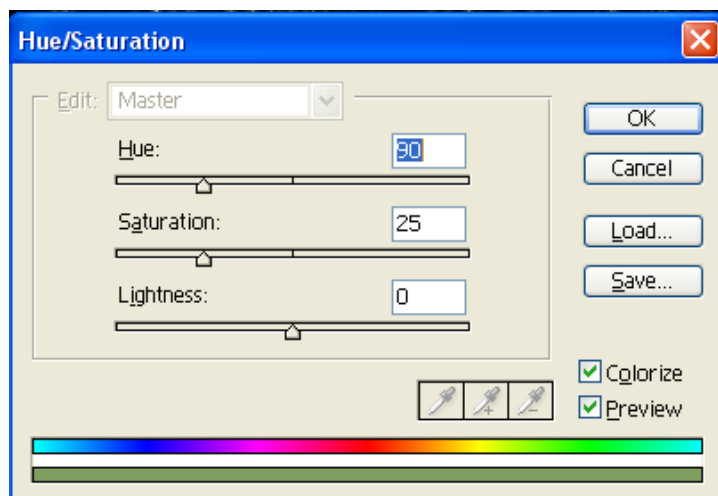 Hue/Saturation
Edit: Master
Hue: 90
Saturation: 25
Lightness: 0
OK
Cancel
Load...
Save...
Colorize
Preview